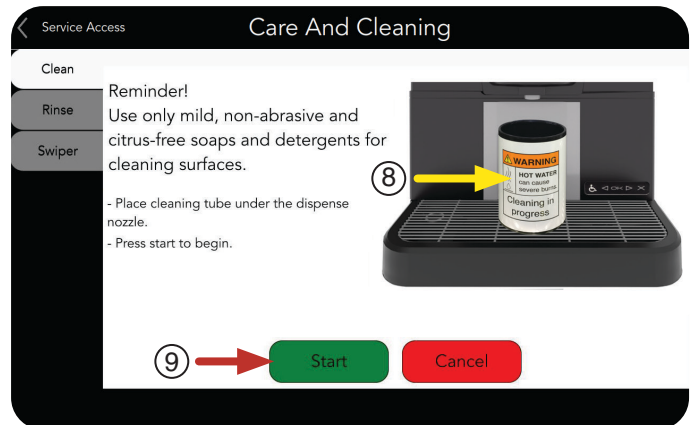 Service Access
Care And Cleaning
Clean
Rinse
Swiper
Reminder!
Use only mild, non-abrasive and
citrus-free soaps and detergents for
cleaning surfaces.
- Place cleaning tube under the dispense
nozzle.
- Press start to begin.
8
WARNING
HOT WATER
can cause
severe burns.
Cleaning in
progress
OK
9
Start
Cancel